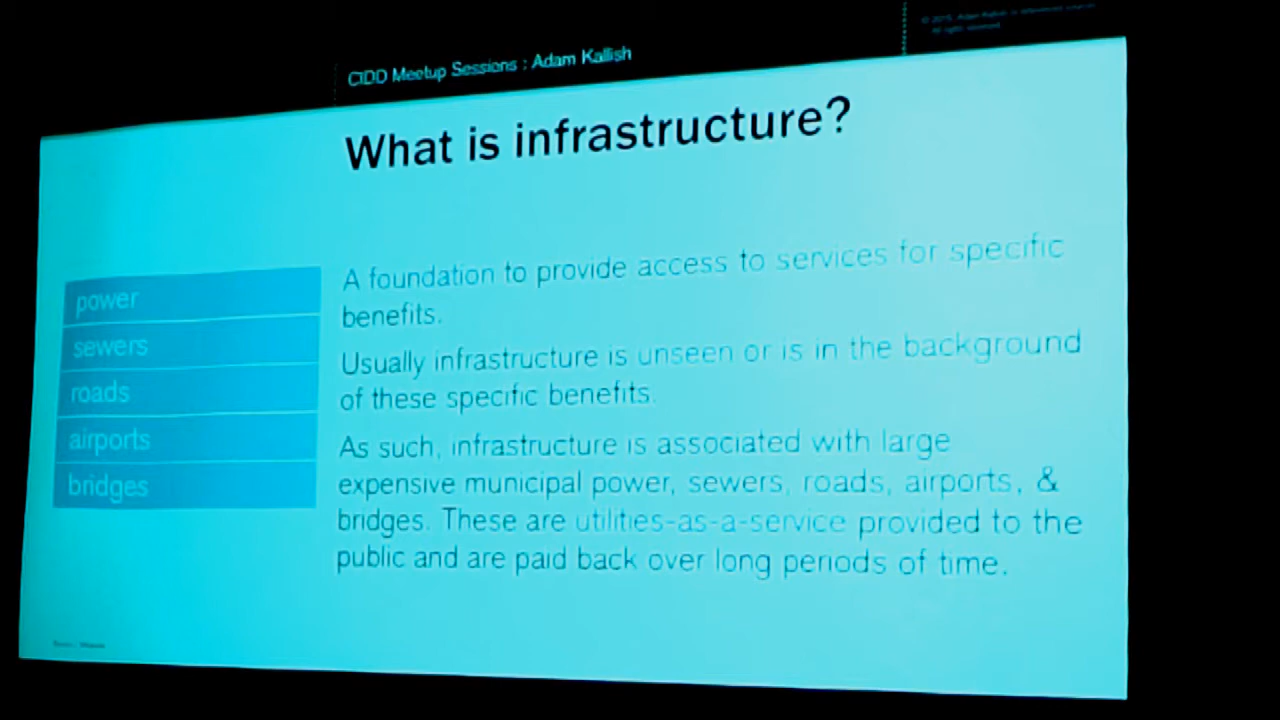 CIDD Meetup Sessions : Adam Kallish
What is infrastructure?
power
sewers
roads
airports
bridges
A foundation to provide access to services for specific
benefits.
Usually infrastructure is unseen or is in the background
of these specific benefits.
As such, infrastructure is associated with large
expensive municipal power, sewers, roads, airports, &
bridges. These are utilities-as-a-service provided to the
public and are paid back over long periods of time.